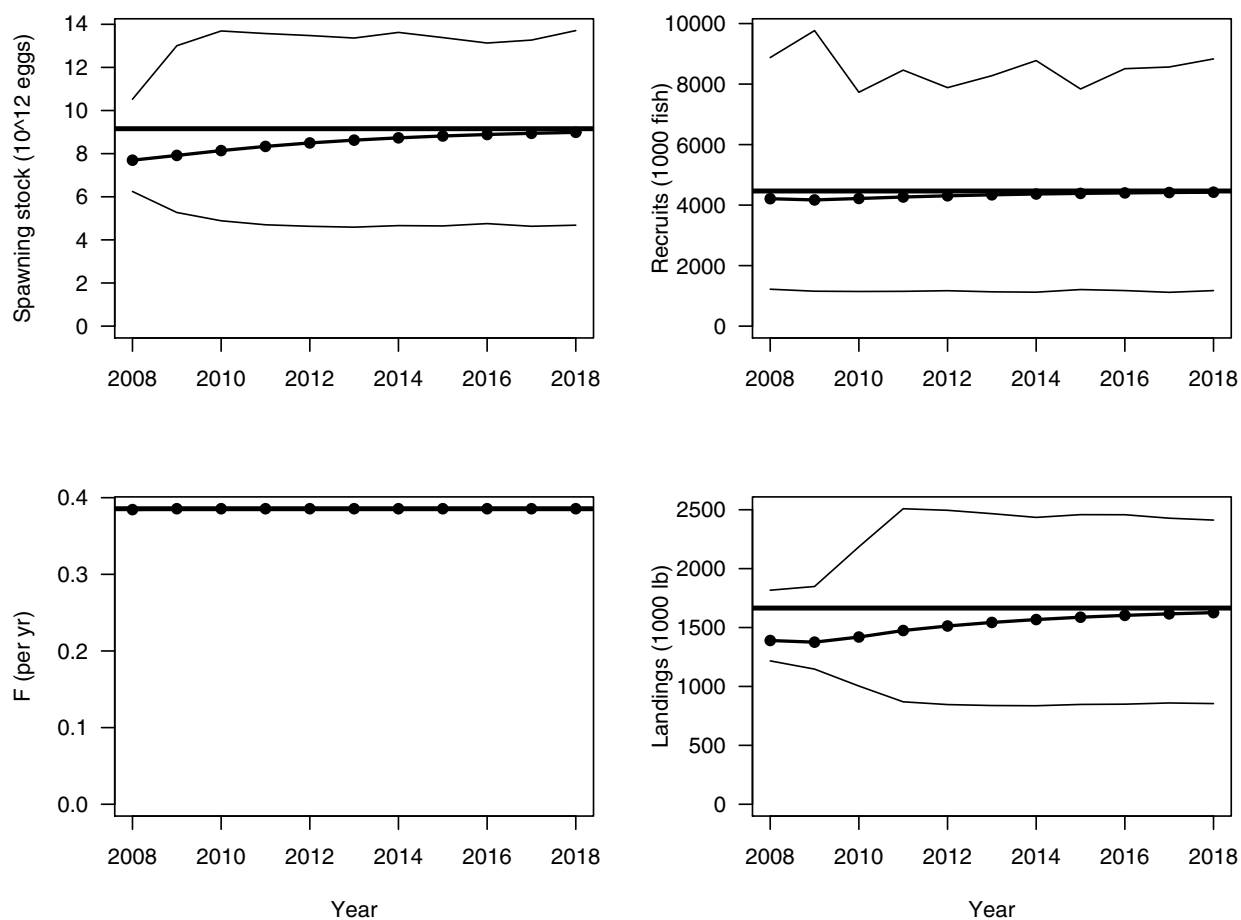 Spawning stock (10^12 eggs)
14
12
10
8
6
4
2
0
2008 2010 2012 2014 2016 2018
Recruits (1000 fish)
10000
8000
6000
4000
2000
0
2008 2010 2012 2014 2016 2018
F (per yr)
0.4
0.3
0.2
0.1
0.0
2008 2010 2012 2014 2016 2018
Year
Landings (1000 lb)
2500
2000
1500
1000
500
0
2008 2010 2012 2014 2016 2018
Year